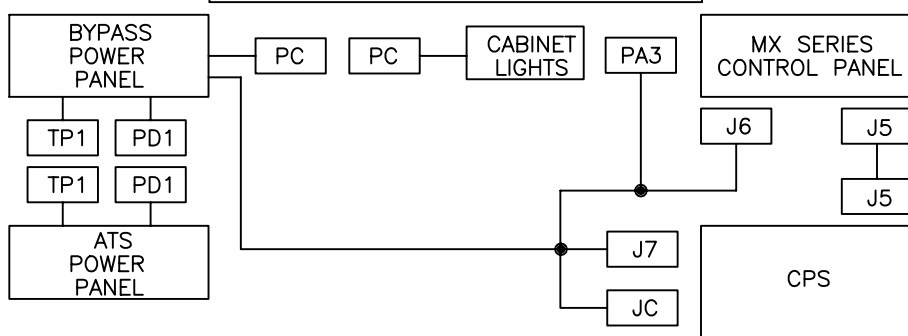 BYPASS
POWER
PANEL
PC
PC
CABINET
LIGHTS
PA3
MX SERIES
CONTROL PANEL
TP1
PD1
J6
J5
TP1
PD1
J5
ATS
POWER
PANEL
J7
CPS
JC